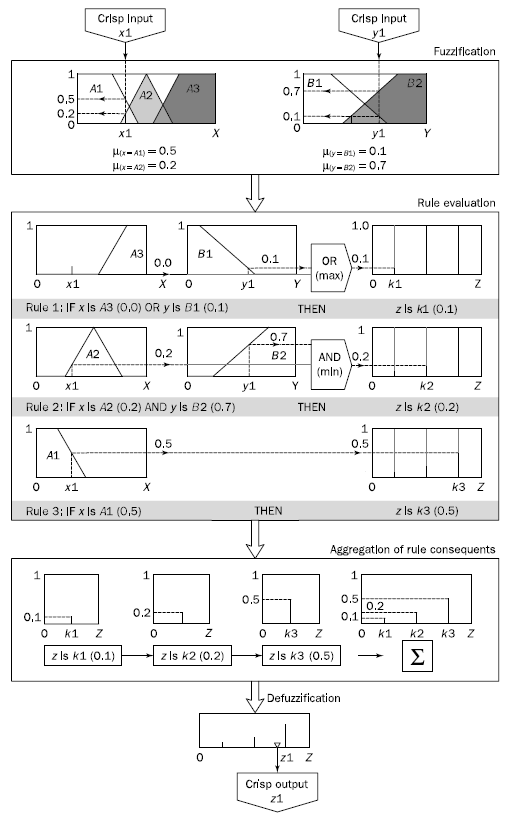 Crisp Input
x1
Crisp Input
y1
Fuzzification
1
0.5
0.2
0
A1
A2
A3
x1
X
μ(x=A1) = 0.5
μ(x=A2) = 0.2
1
0.7
0.1
0
B1
B2
y1
Y
μ(y=B1) = 0.1
μ(y=B2) = 0.7
Rule evaluation
1
A3
0.0
0 x1 X
1
B1
0.1
0 y1 Y
OR
(max)
1.0
0.1
0 k1 Z
Rule 1: IF x is A3 (0.0) OR y is B1 (0.1) THEN z is k1 (0.1)
1
A2
0.2
0 x1 X
1
0.7
B2
0 y1 Y
AND
(min)
1
0.2
0 k2 Z
Rule 2: IF x is A2 (0.2) AND y is B2 (0.7) THEN z is k2 (0.2)
1
A1
0.5
0 x1 X
1
0.5
0 k3 Z
Rule 3: IF x is A1 (0.5) THEN z is k3 (0.5)
Aggregation of rule consequents
1
0.1
0 k1 Z
1
0.2
0 Z
1
0.5
0 k3 Z
1
0.5
0.2
0.1
0 k1 k2 k3 Z
z is k1 (0.1)
z is k2 (0.2)
z is k3 (0.5)
Σ
Defuzzification
0 z1 Z
Crisp output
z1